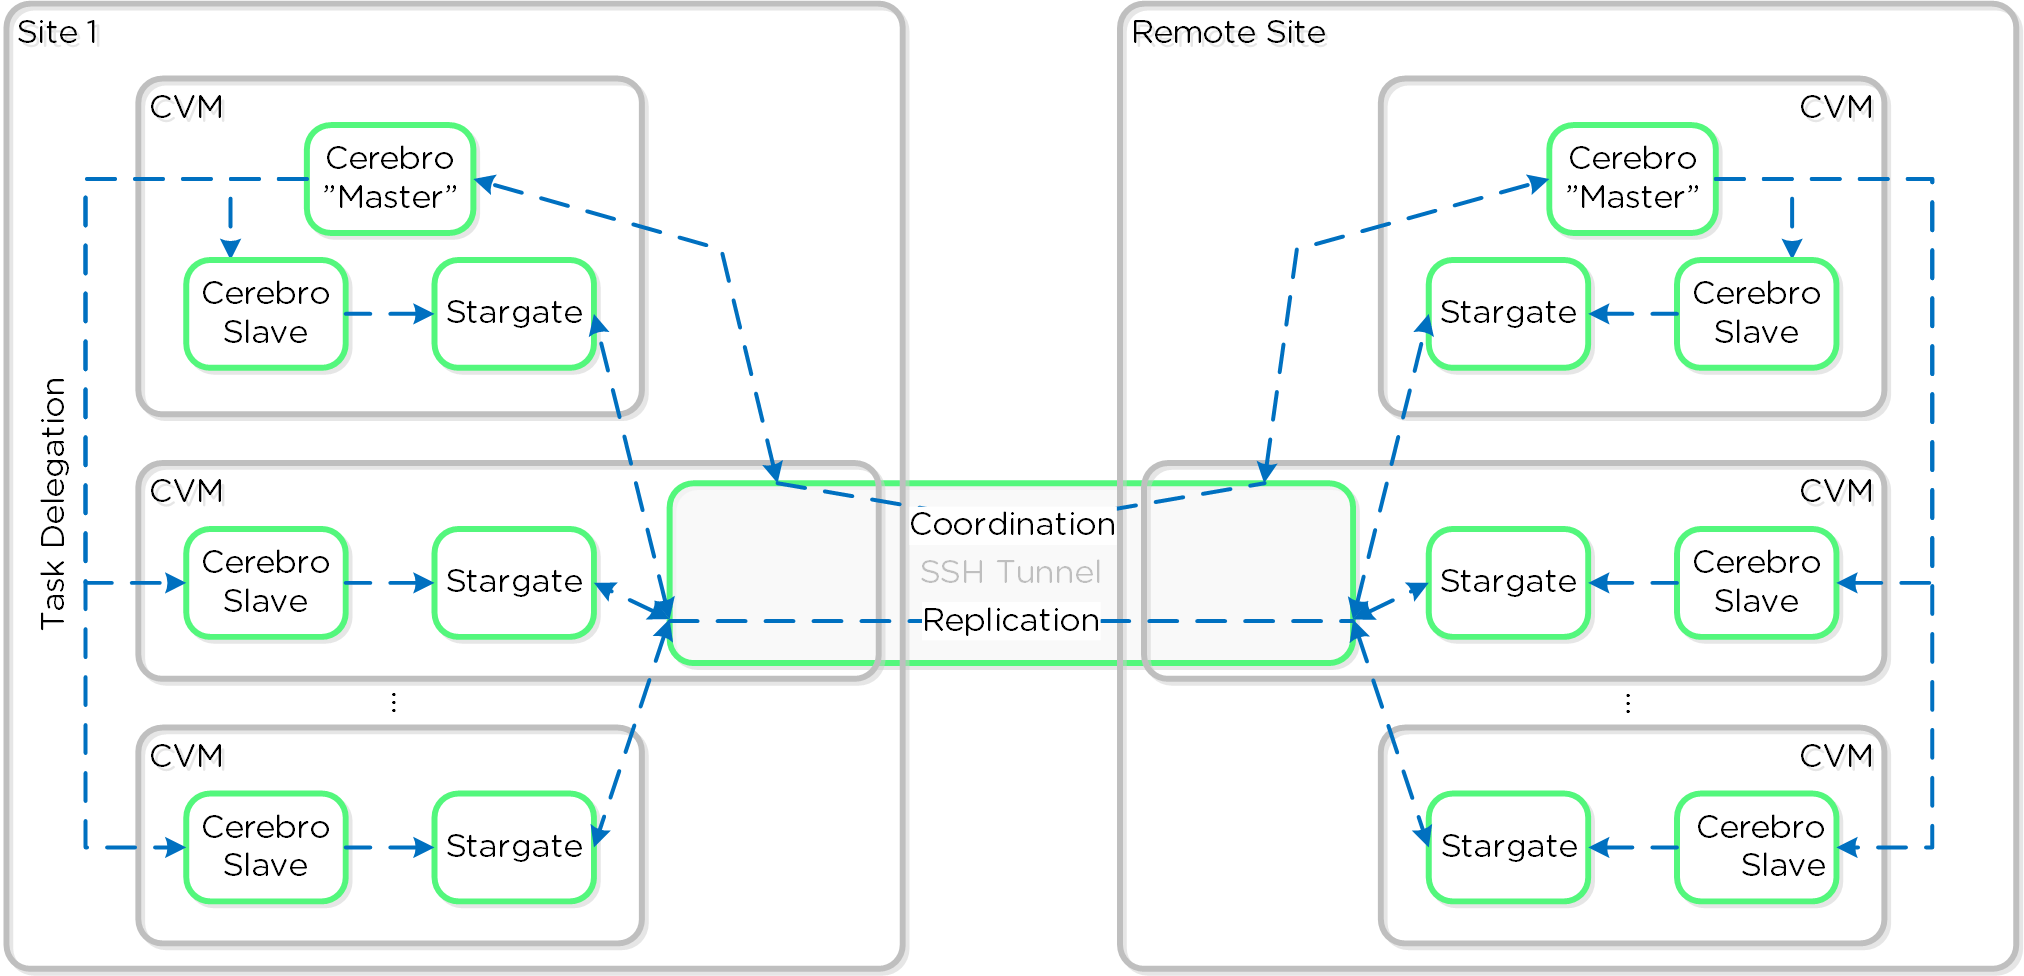 Site 1
CVM
Cerebro
”Master”
Cerebro
Slave
Stargate
Task Delegation
CVM
Cerebro
Slave
Stargate
⋮
CVM
Cerebro
Slave
Stargate
Coordination
SSH Tunnel
Replication
Remote Site
CVM
Cerebro
”Master”
Stargate
Cerebro
Slave
CVM
Stargate
Cerebro
Slave
⋮
CVM
Stargate
Cerebro
Slave